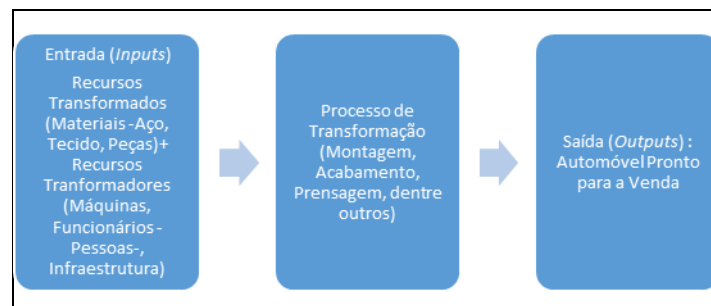 Entrada (Inputs)
Recursos
Transformados
(Materiais -Aço,
Tecido, Peças)+
Recursos
Tranformadores
(Máquinas,
Funcionários -
Pessoas-,
Infraestrutura)
Processo de
Transformação
(Montagem,
Acabamento,
Prensagem, dentre
outros)
Saída (Outputs) :
Automóvel Pronto
para a Venda